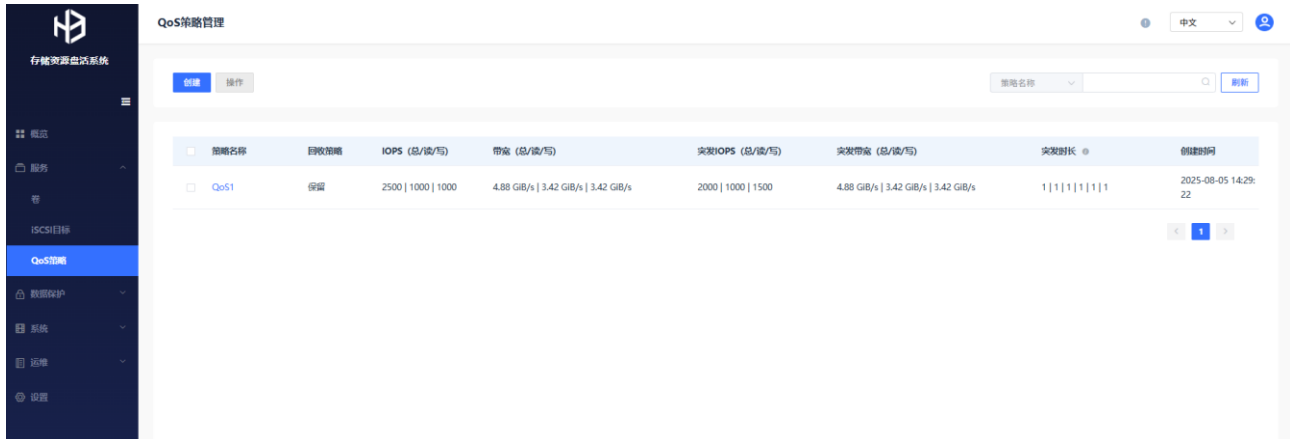 QoS策略管理
中文
存储资源盘活系统
创建
操作
策略名称
刷新
概览
服务
卷
iSCSI目标
QoS策略
数据保护
系统
运维
设置
策略名称 回收策略 IOPS（总/读/写） 带宽（总/读/写） 突发IOPS（总/读/写） 突发带宽（总/读/写） 突发时长 创建时间
QoS1 保留 2500 | 1000 | 1000 4.88 GiB/s | 3.42 GiB/s | 3.42 GiB/s 2000 | 1000 | 1500 4.88 GiB/s | 3.42 GiB/s | 3.42 GiB/s 1 | 1 | 1 | 1 | 1 | 1 2025-08-05 14:29:
22
1